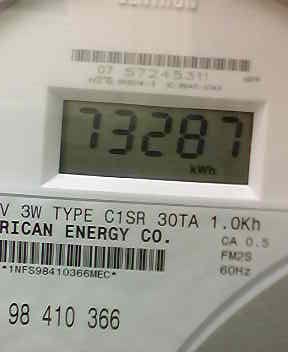 07 57245311
73287
kWh
V 3W TYPE C1SR 30TA 1.0Kh
RICAN ENERGY CO.
CA 0.5
FM2S
60Hz
*1NFS98410366MEC*
98 410 366